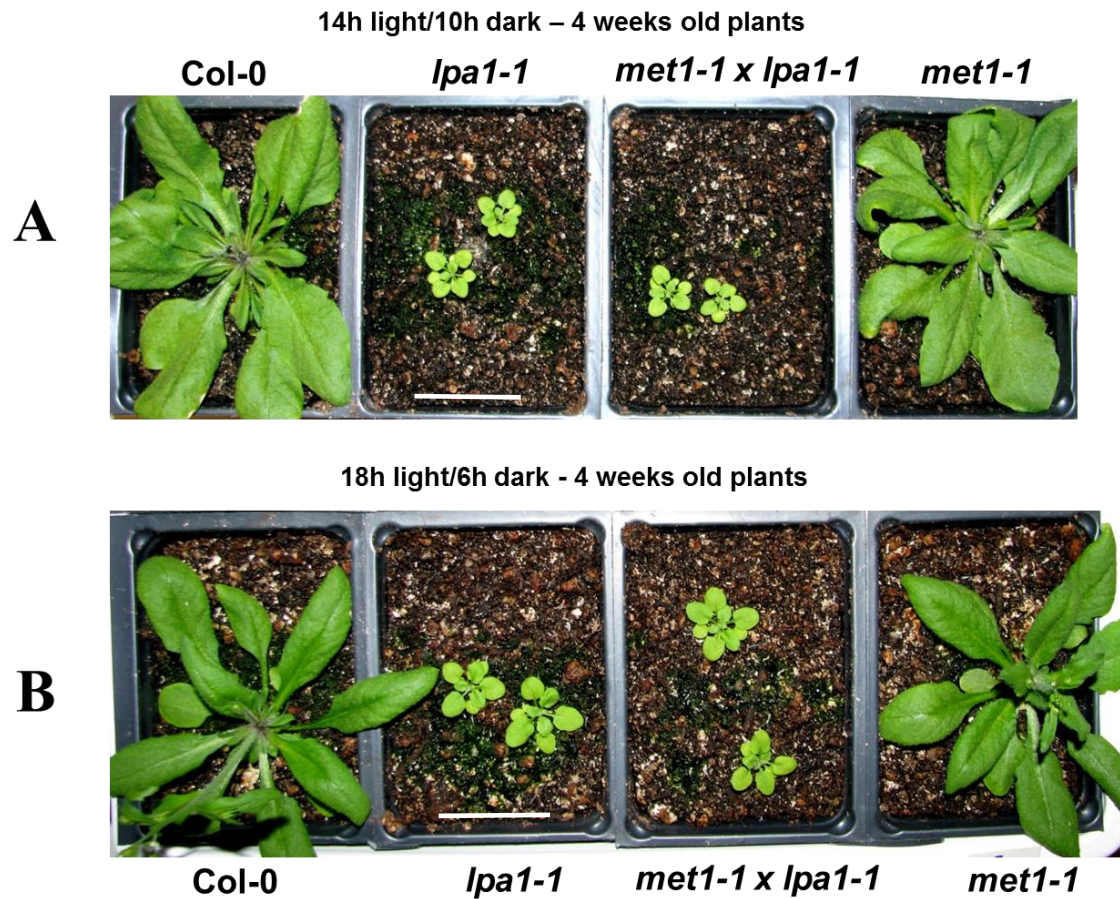 14h light/10h dark – 4 weeks old plants
Col-0 lpa1-1 met1-1 x lpa1-1 met1-1
A
18h light/6h dark - 4 weeks old plants
B
Col-0 lpa1-1 met1-1 x lpa1-1 met1-1